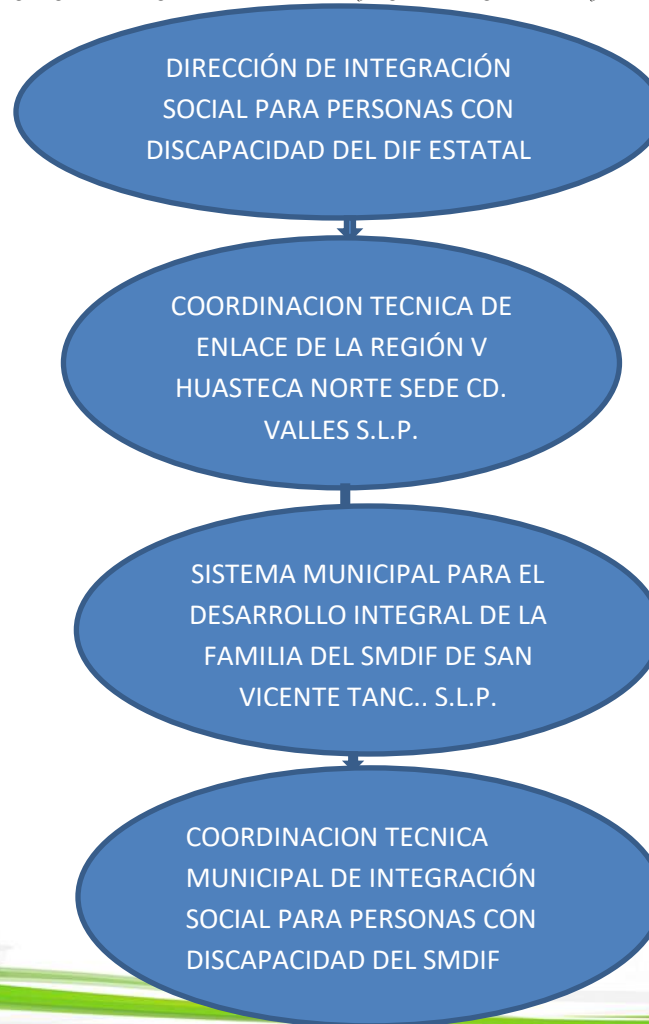 DIRECCIÓN DE INTEGRACIÓN
SOCIAL PARA PERSONAS CON
DISCAPACIDAD DEL DIF ESTATAL
COORDINACION TECNICA DE
ENLACE DE LA REGIÓN V
HUASTECA NORTE SEDE CD.
VALLES S.L.P.
SISTEMA MUNICIPAL PARA EL
DESARROLLO INTEGRAL DE LA
FAMILIA DEL SMDIF DE SAN
VICENTE TANC.. S.L.P.
COORDINACION TECNICA
MUNICIPAL DE INTEGRACIÓN
SOCIAL PARA PERSONAS CON
DISCAPACIDAD DEL SMDIF